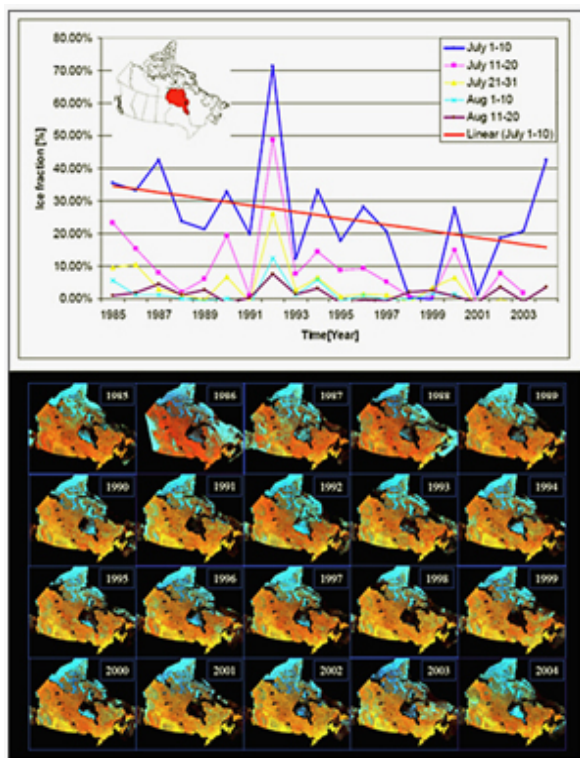 80.00%
70.00%
60.00%
50.00%
40.00%
30.00%
20.00%
10.00%
0.00%
Ice fraction [%]
July 1-10
July 11-20
July 21-31
Aug 1-10
Aug 11-20
Linear (July 1-10)
1985 1987 1989 1991 1993 1995 1997 1999 2001 2003
Time[Year]
1985 1986 1987 1988 1989
1990 1991 1992 1993 1994
1995 1996 1997 1998 1999
2000 2001 2002 2003 2004